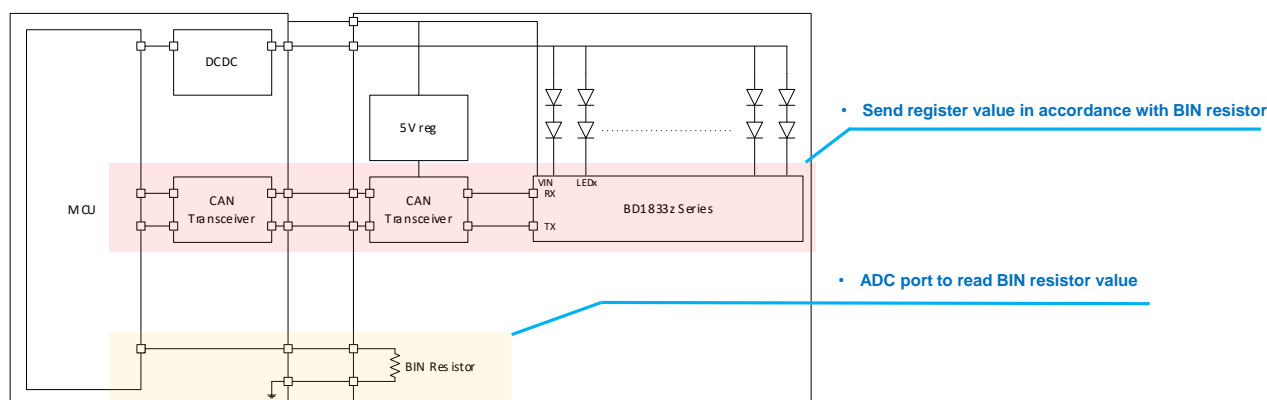 DCDC
5V reg
• Send register value in accordance with BIN resistor
MCU
CAN
Transceiver
CAN
Transceiver
VIN LEDx
RX
TX
BD1833z Series
• ADC port to read BIN resistor value
BIN Resistor